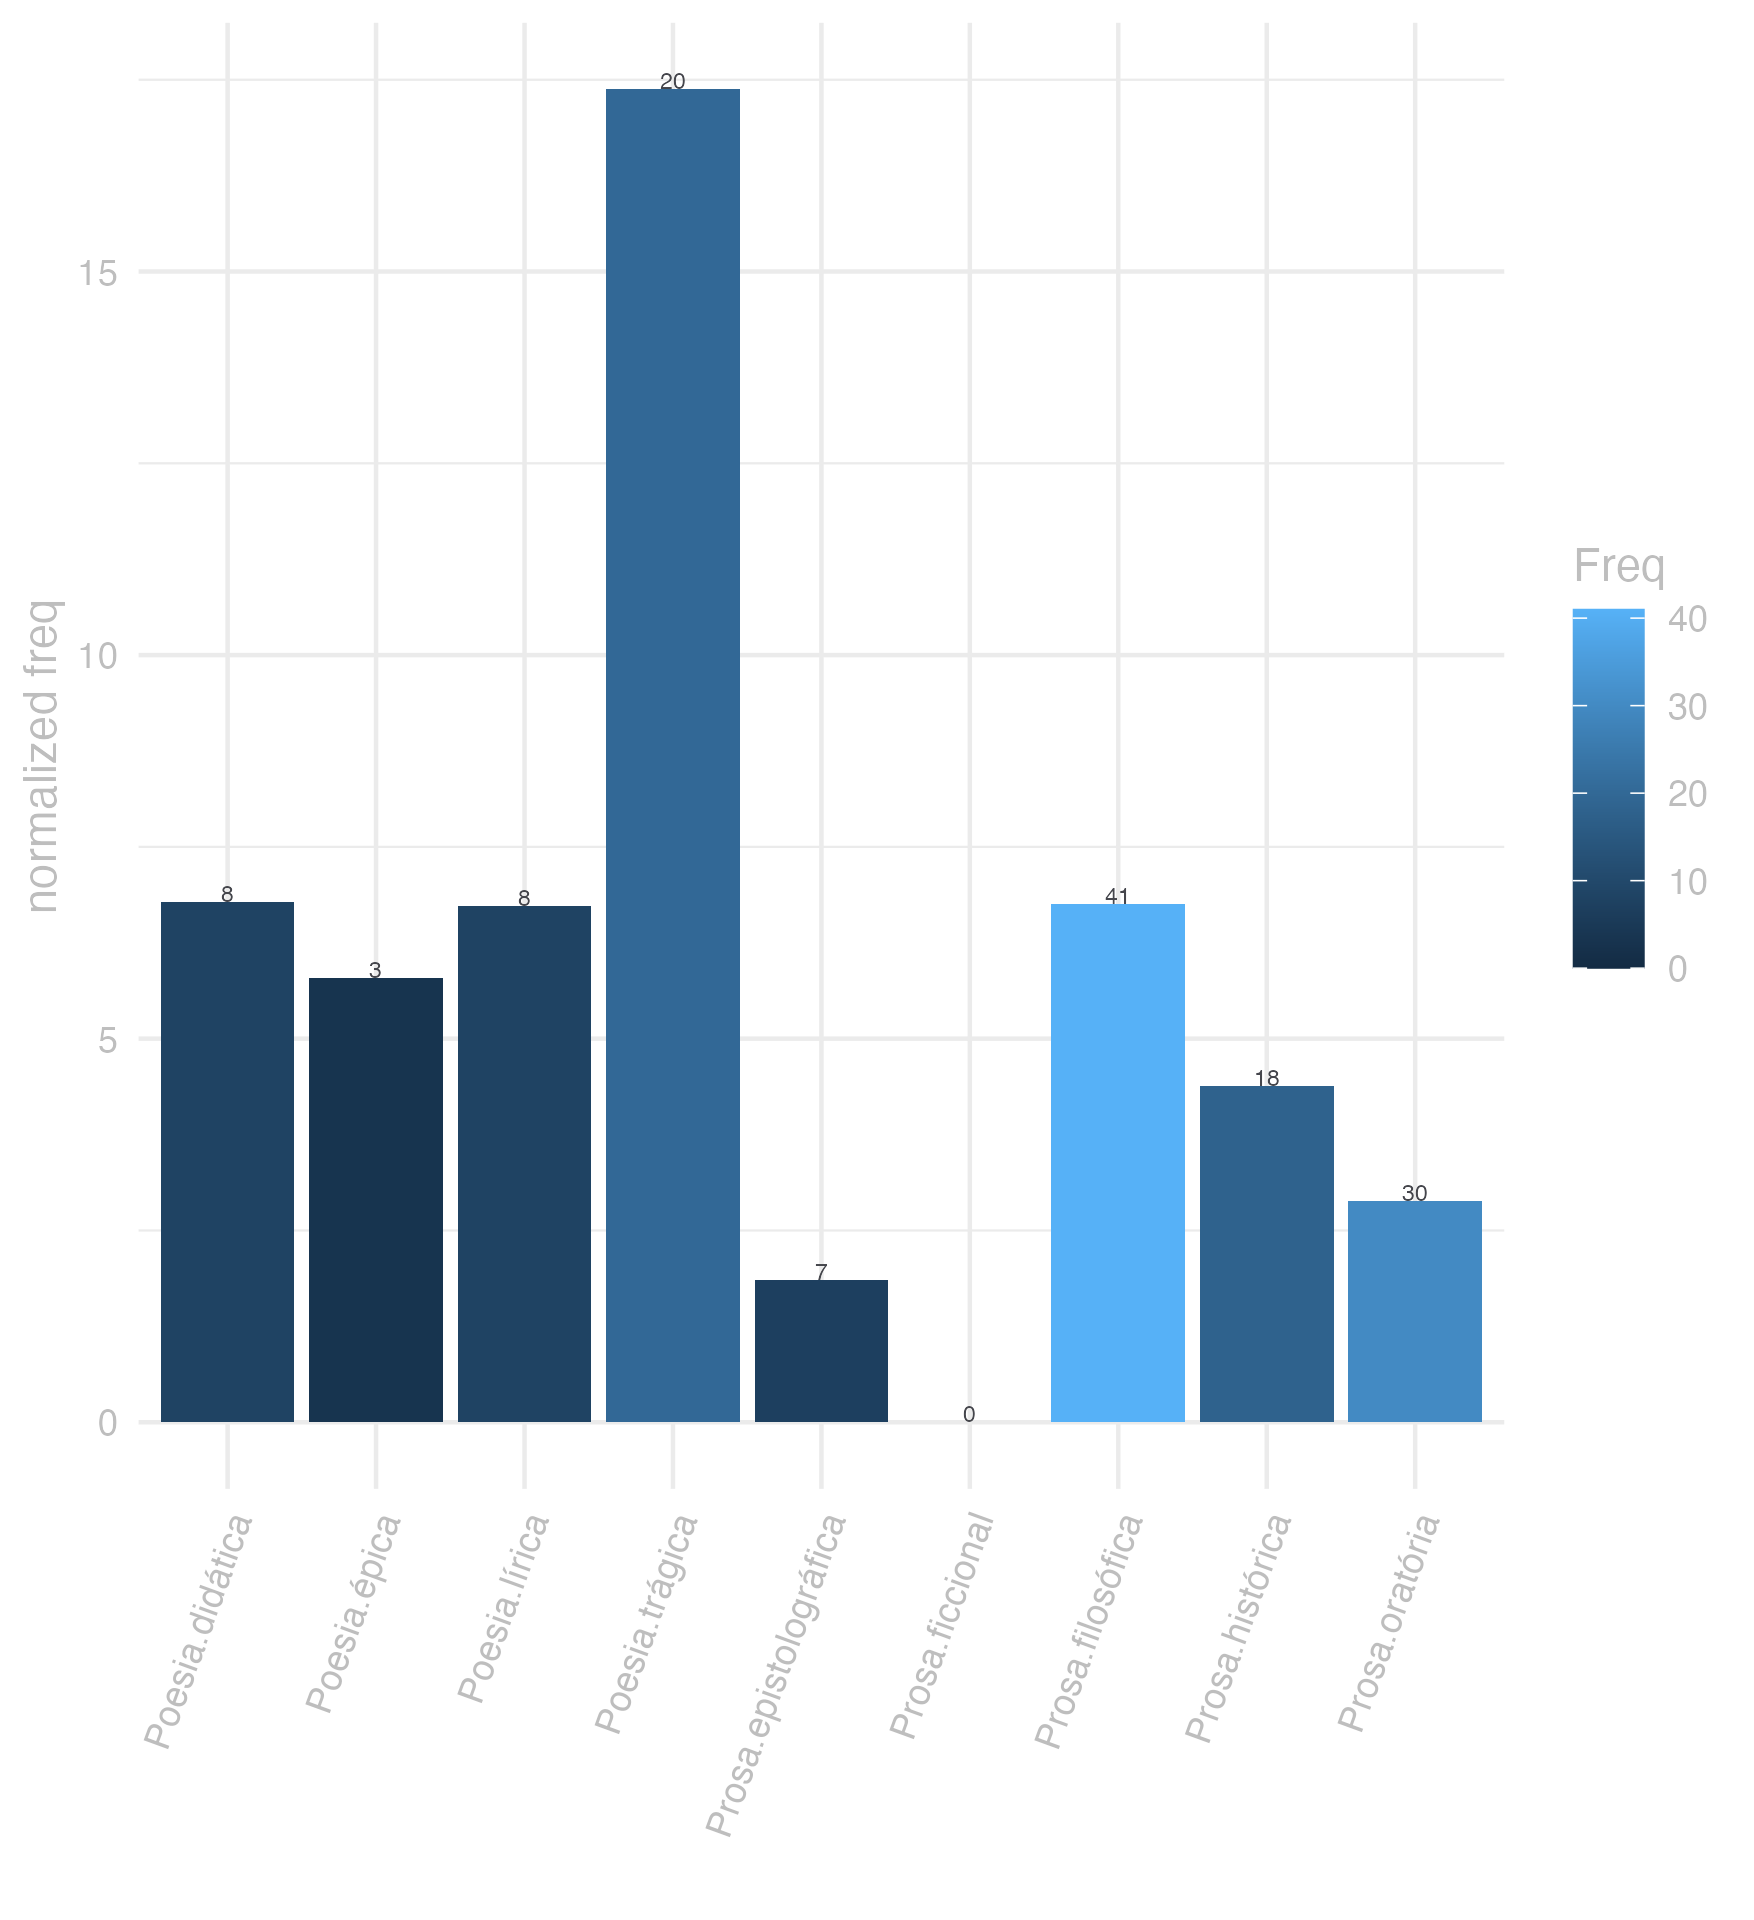 20
15
10
5
0
normalized freq
8
3
8
7
0
41
18
30
Poesia.didática
Poesia.épica
Poesia.lírica
Poesia.trágica
Prosa.epistolográfica
Prosa.ficcional
Prosa.filosófica
Prosa.histórica
Prosa.oratória
Freq
40
30
20
10
0